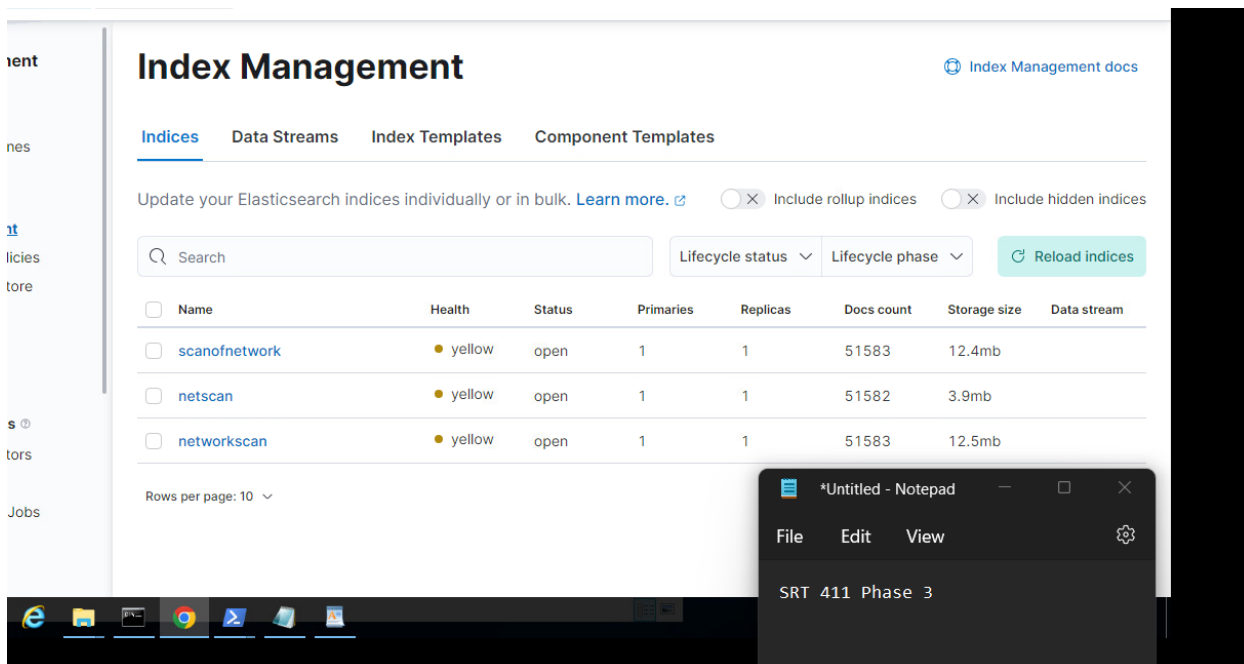 ient
Index Management
Index Management docs
Indices Data Streams Index Templates Component Templates
nes
Update your Elasticsearch indices individually or in bulk. Learn more. Include rollup indices Include hidden indices
nt
licies
Search Lifecycle status Lifecycle phase Reload indices
tore
Name Health Status Primaries Replicas Docs count Storage size Data stream
scanofnetwork yellow open 1 1 51583 12.4mb
netscan yellow open 1 1 51582 3.9mb
s
networkscan yellow open 1 1 51583 12.5mb
tors
Rows per page: 10
Jobs
*Untitled - Notepad
File Edit View
SRT 411 Phase 3